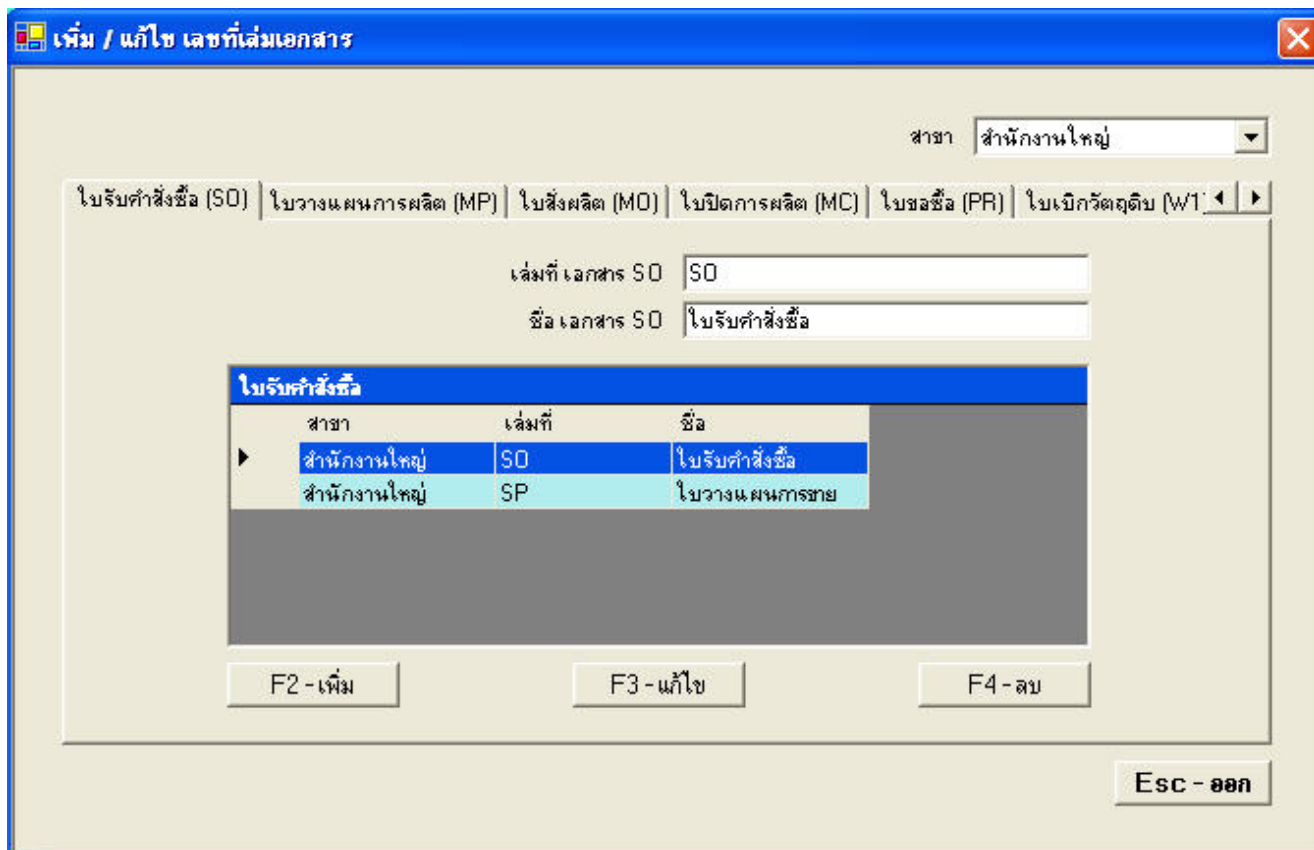 เพิ่ม / แก้ไข เลขที่เล่มเอกสาร
สาขา สำนักงานใหญ่
ใบรับคำสั่งซื้อ (SO) ใบวางแผนการผลิต (MP) ใบสั่งผลิต (MO) ใบปิดการผลิต (MC) ใบขอซื้อ (PR) ใบเบิกวัตถุดิบ (W1)
เล่มที่ เอกสาร SO SO
ชื่อ เอกสาร SO ใบรับคำสั่งซื้อ
ใบรับคำสั่งซื้อ
สาขา เล่มที่ ชื่อ
สำนักงานใหญ่ SO ใบรับคำสั่งซื้อ
สำนักงานใหญ่ SP ใบวางแผนการขาย
F2 - เพิ่ม F3 - แก้ไข F4 - ลบ
Esc - ออก